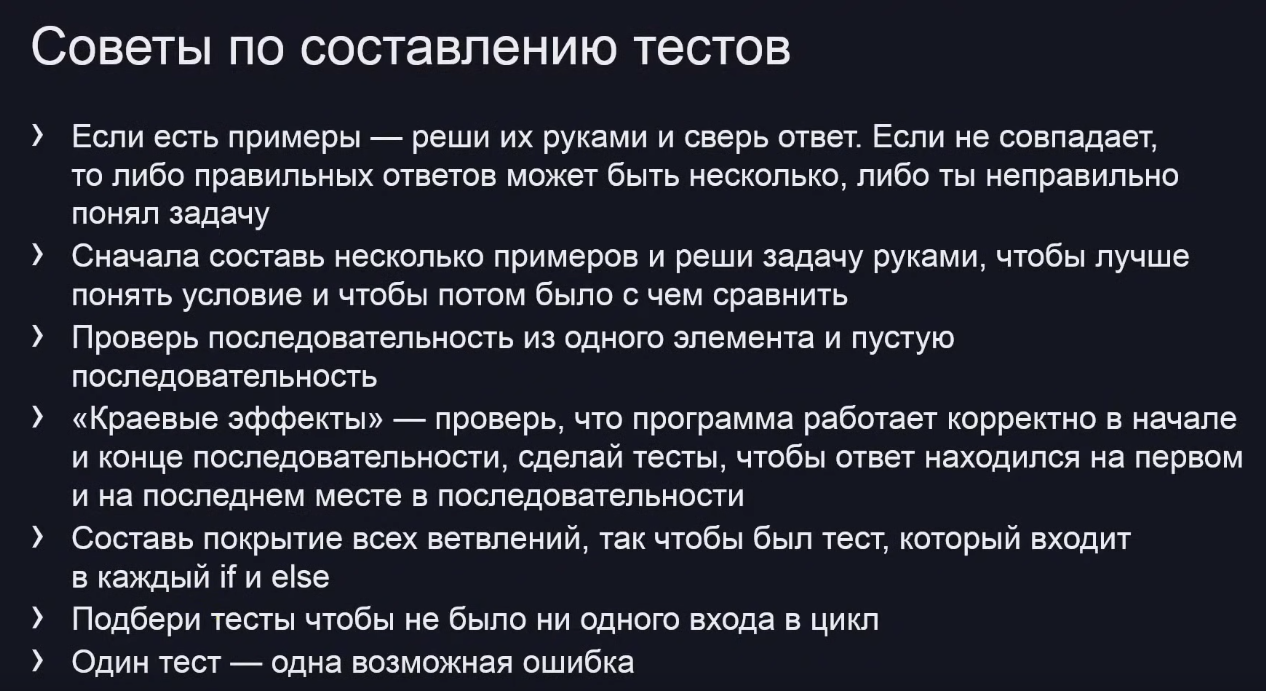 Советы по составлению тестов
› Если есть примеры — реши их руками и сверь ответ. Если не совпадает,
то либо правильных ответов может быть несколько, либо ты неправильно
понял задачу
› Сначала составь несколько примеров и реши задачу руками, чтобы лучше
понять условие и чтобы потом было с чем сравнить
› Проверь последовательность из одного элемента и пустую
последовательность
› «Краевые эффекты» — проверь, что программа работает корректно в начале
и конце последовательности, сделай тесты, чтобы ответ находился на первом
и на последнем месте в последовательности
› Составь покрытие всех ветвлений, так чтобы был тест, который входит
в каждый if и else
› Подбери тесты чтобы не было ни одного входа в цикл
› Один тест — одна возможная ошибка